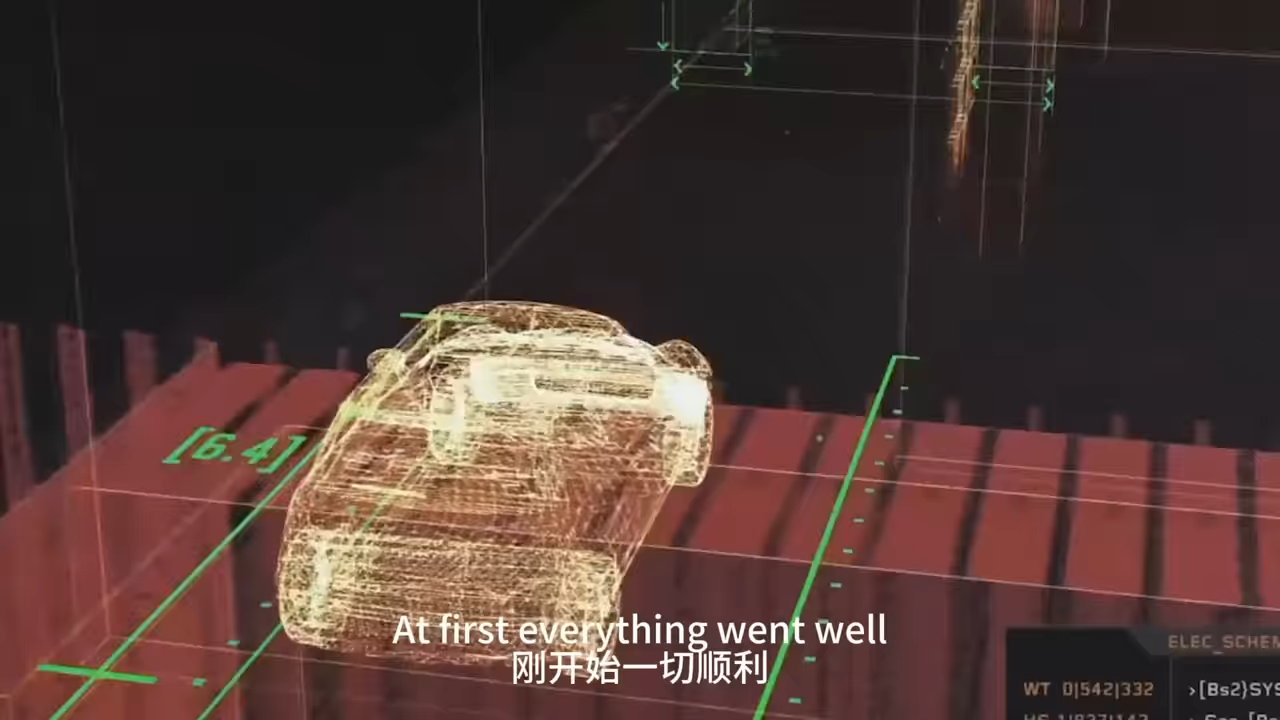 [6.4]
At first everything went well
刚开始一切顺利
ELEC_SCHEM
WT 0|542|332
›[Bs2}SYS